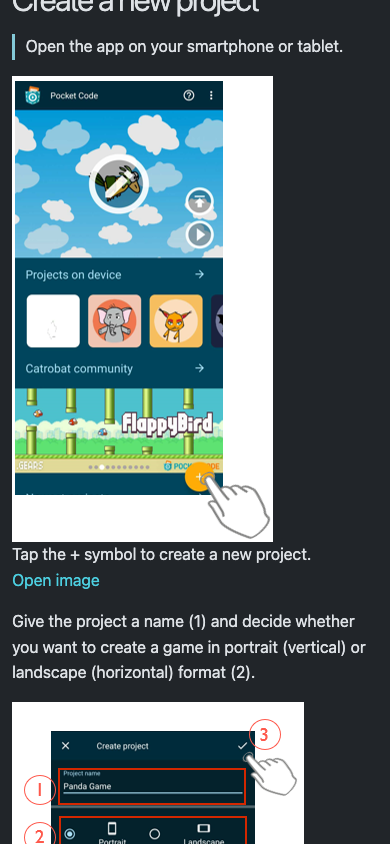 Create a new project
Open the app on your smartphone or tablet.
Pocket Code
Projects on device
Catrobat community
FlappyBird
GEARS
Tap the + symbol to create a new project.
Open image
Give the project a name (1) and decide whether
you want to create a game in portrait (vertical) or
landscape (horizontal) format (2).
3
Create project
1
Project name
Panda Game
2
Portrait
Landscape